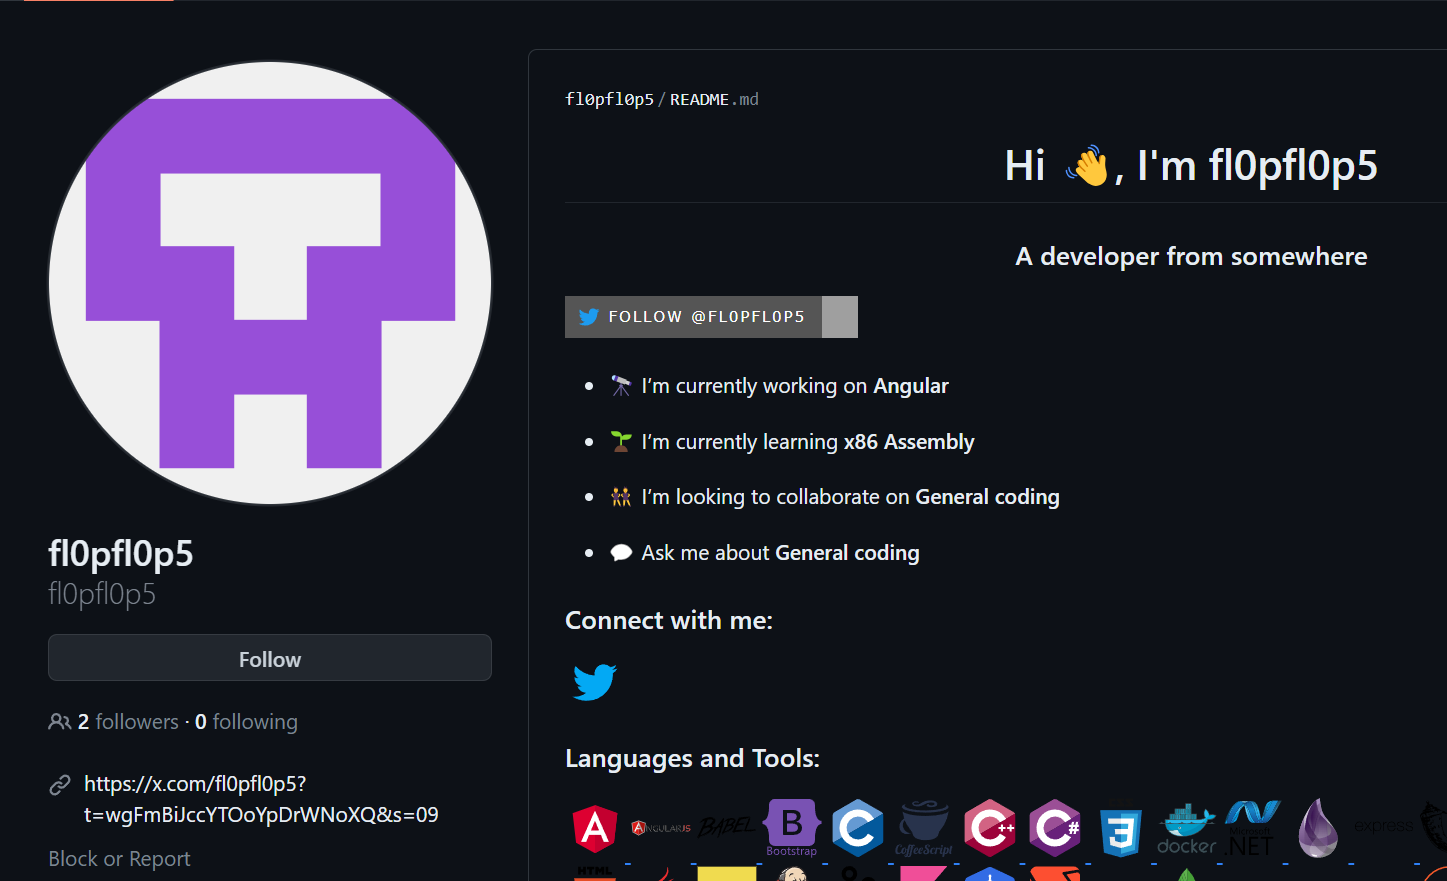 fl0pfl0p5/README.md
Hi 👋, I'm fl0pfl0p5
A developer from somewhere
FOLLOW @FL0PFL0P5
I'm currently working on Angular
I'm currently learning x86 Assembly
I'm looking to collaborate on General coding
Ask me about General coding
Connect with me:
Languages and Tools:
A ANGULARJS BABEL B C C++ C# 3
Bootstrap CoffeeScript docker Microsoft .NET express
HTML
fl0pfl0p5
fl0pfl0p5
Follow
2 followers · 0 following
https://x.com/fl0pfl0p5?
t=wgFmBiJccYTOoYpDrWNoXQ&s=09
Block or Report